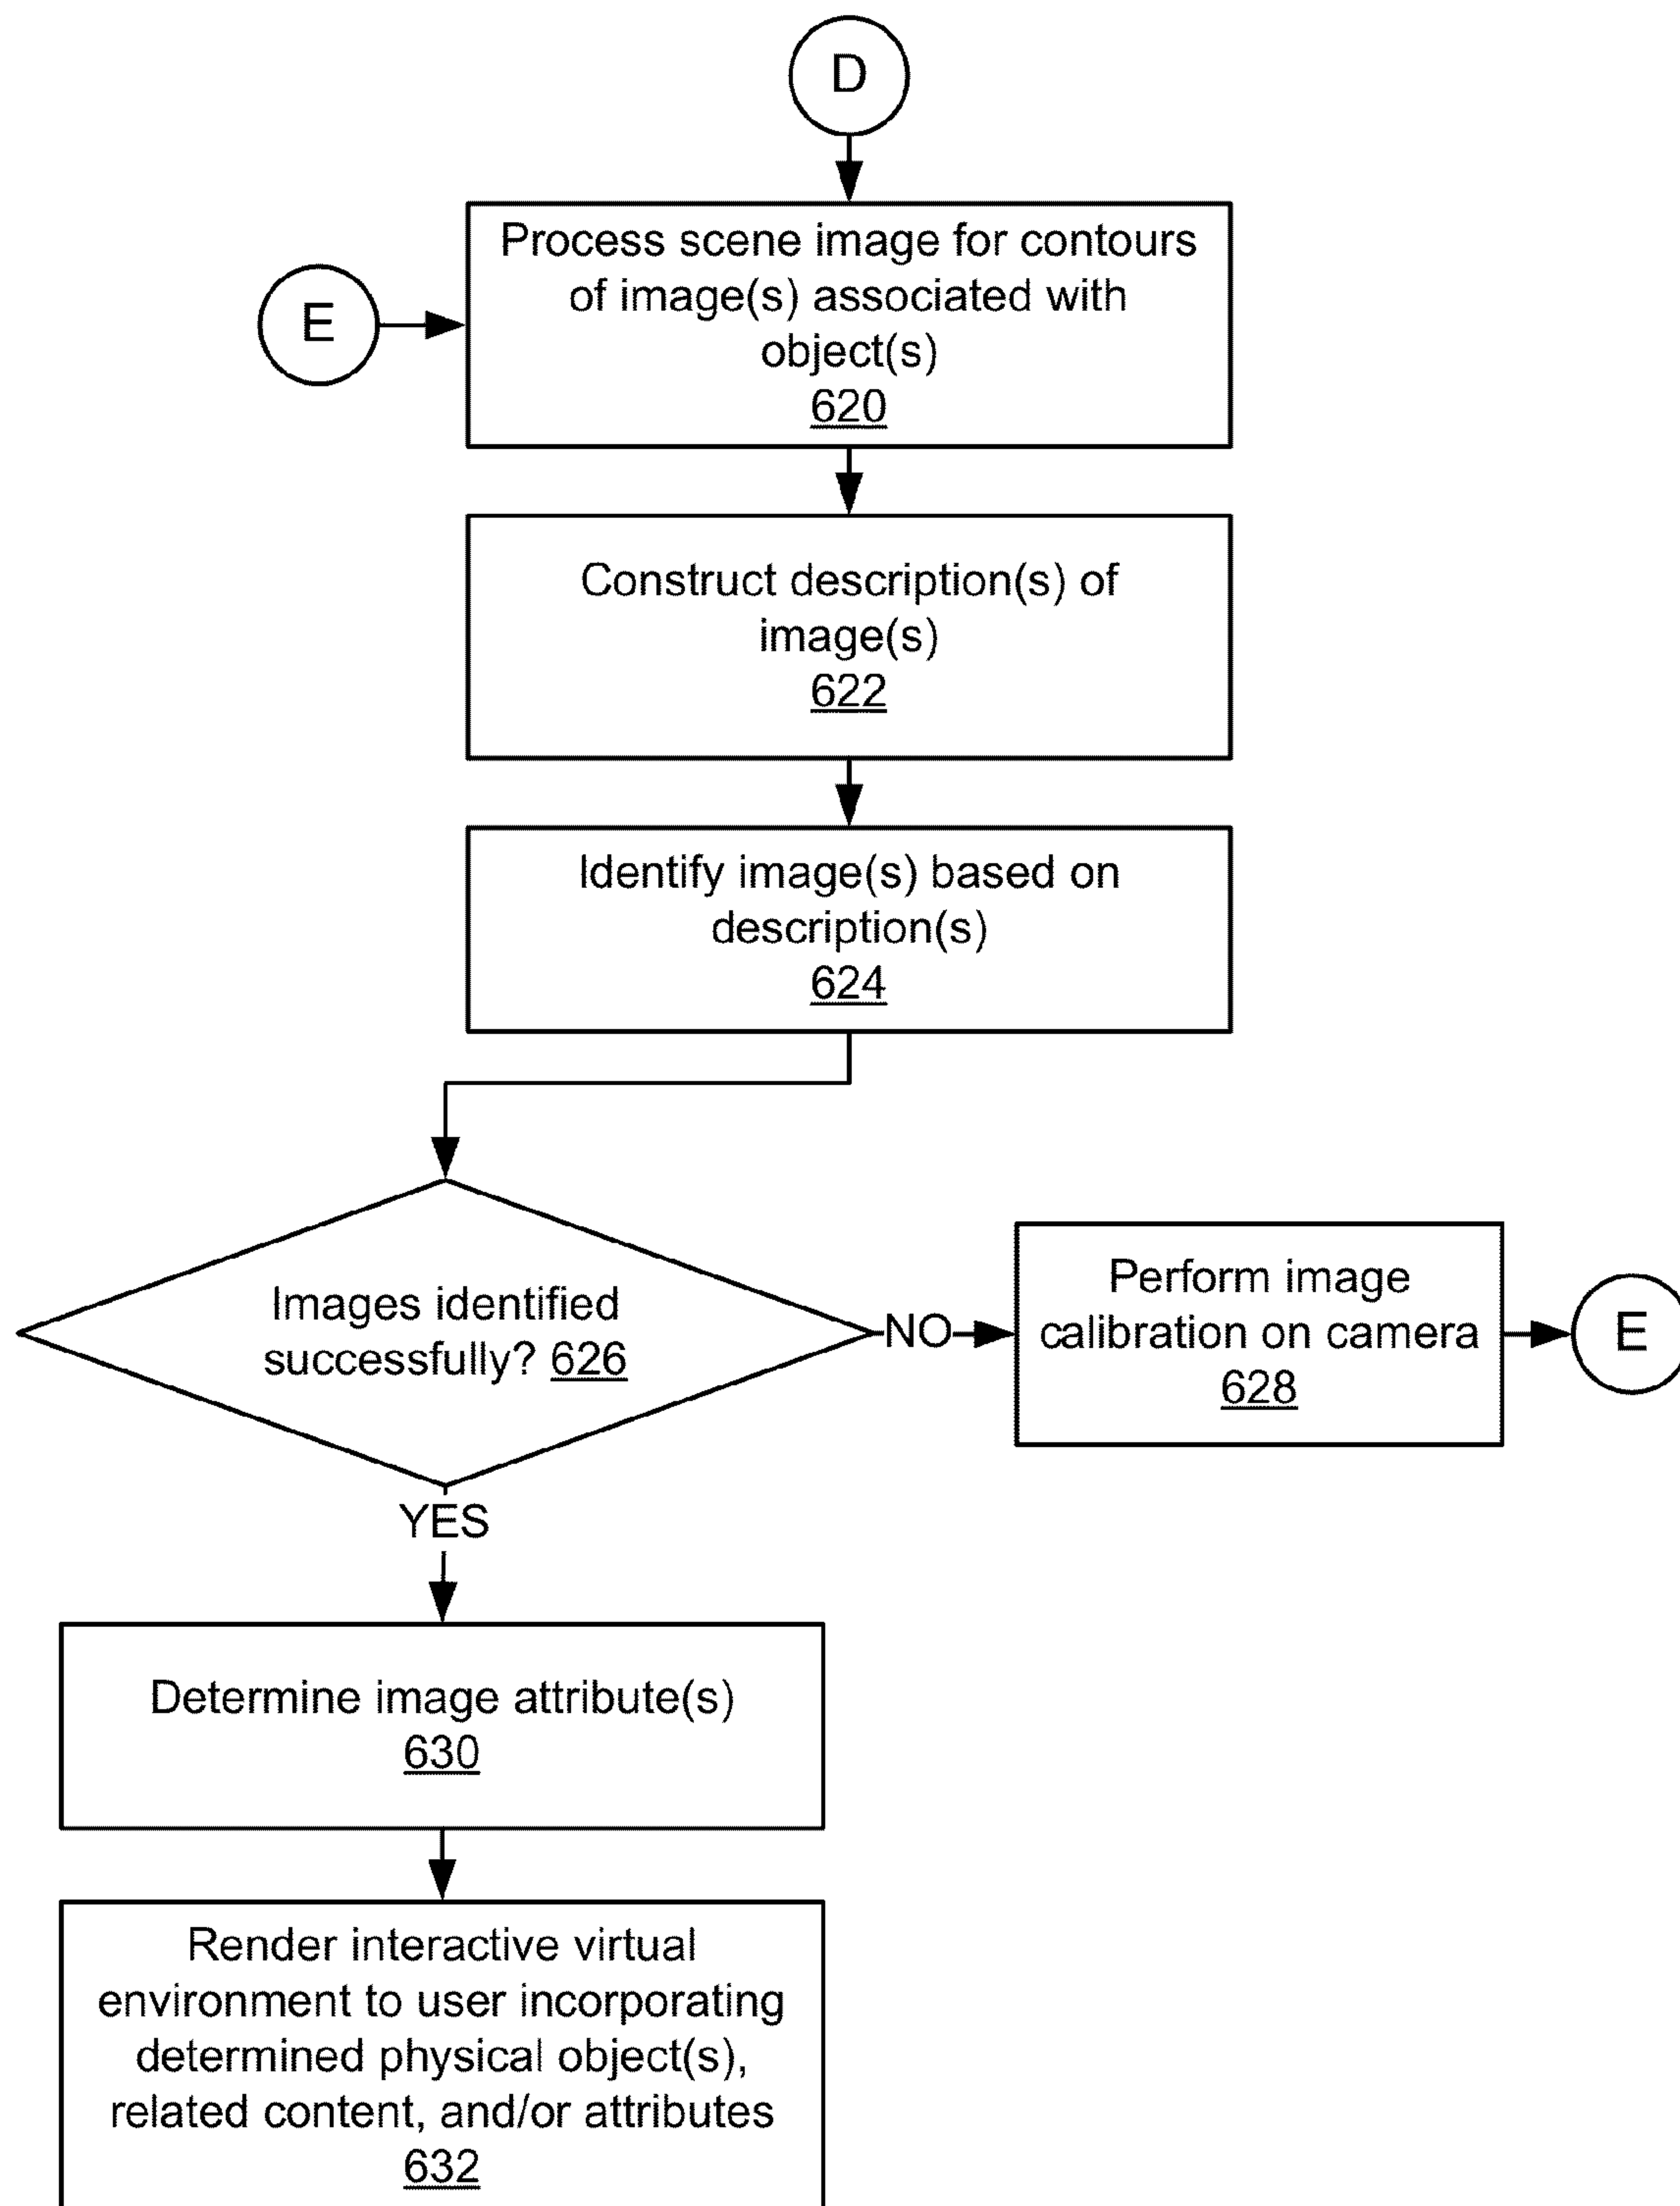 D
Process scene image for contours
of image(s) associated with
object(s)
620
E
Construct description(s) of
image(s)
622
Identify image(s) based on
description(s)
624
Images identified
successfully? 626
NO
Perform image
calibration on camera
628
E
YES
Determine image attribute(s)
630
Render interactive virtual
environment to user incorporating
determined physical object(s),
related content, and/or attributes
632